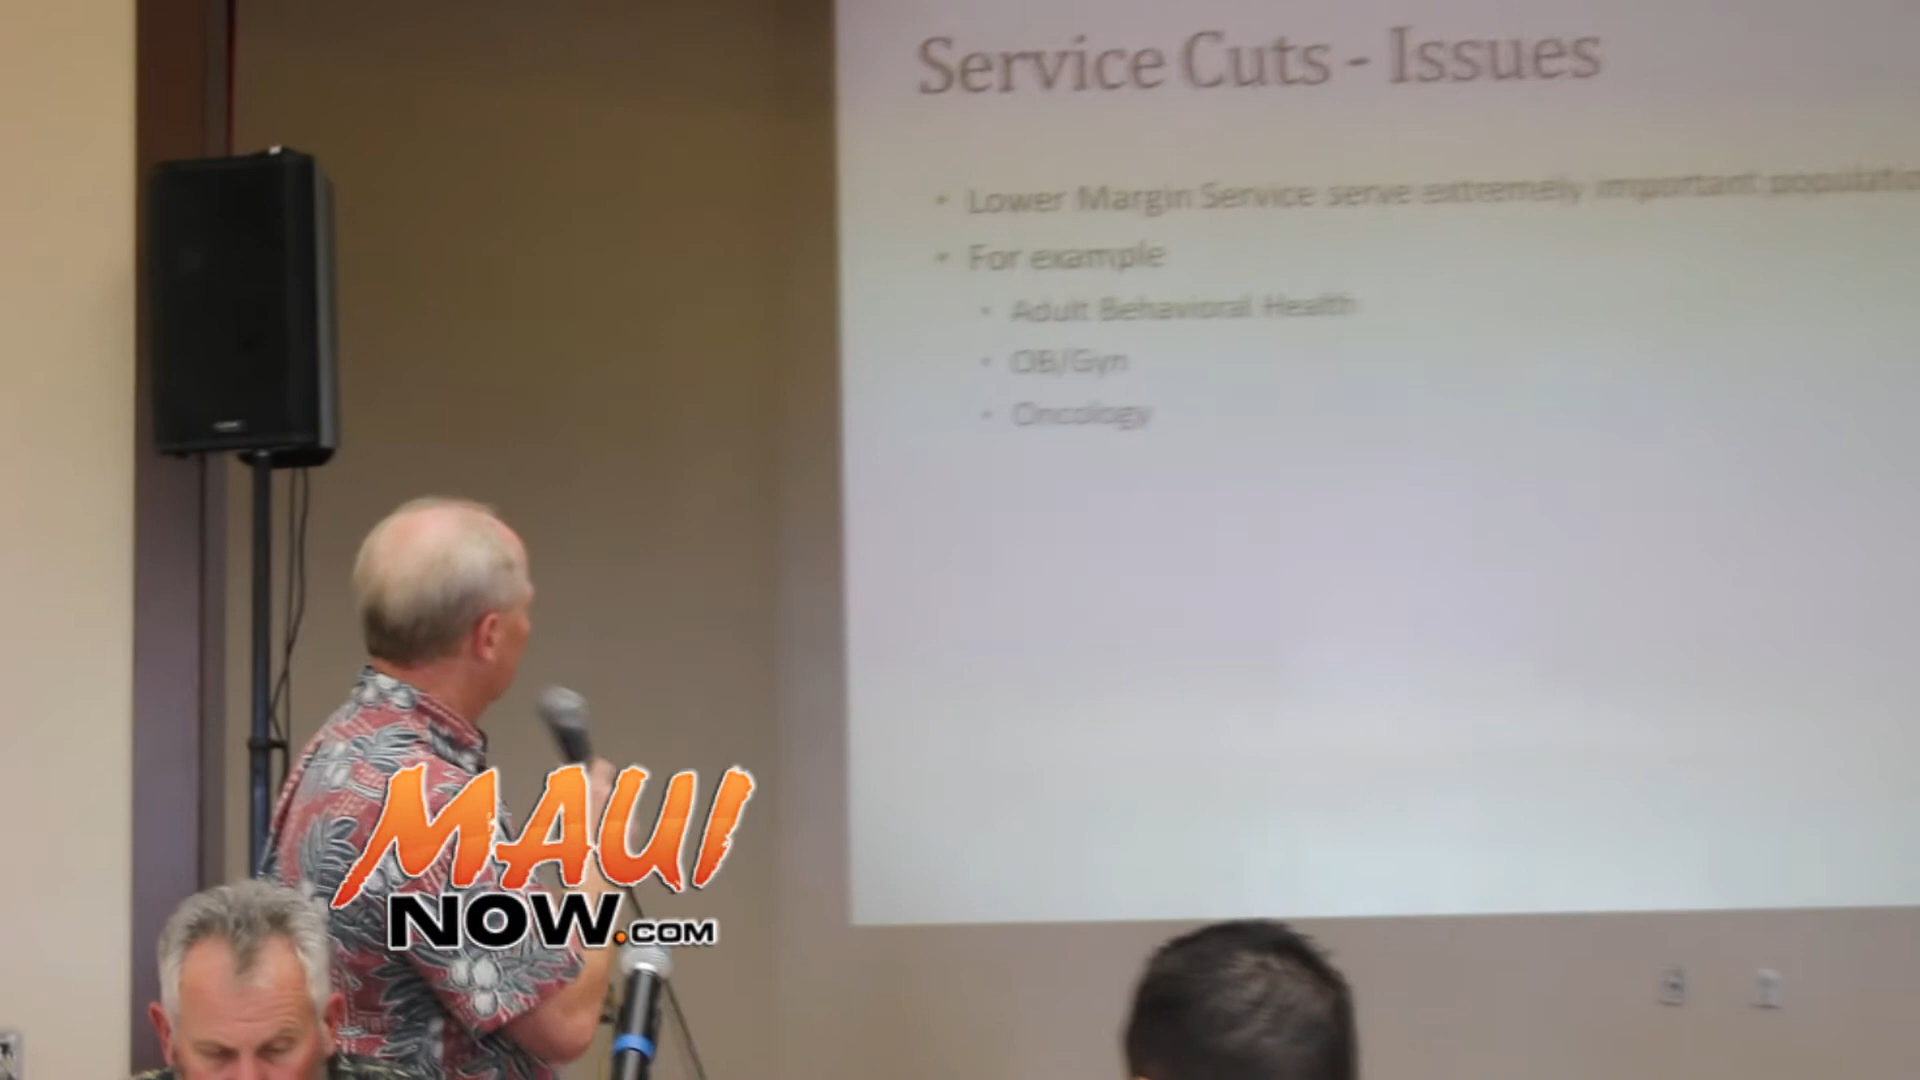 Service Cuts - Issues
• Lower Margin Service serve extremely important populatio
• For example
• Adult Behavioral Health
• OB/Gyn
• Oncology
MAUI
NOW.COM